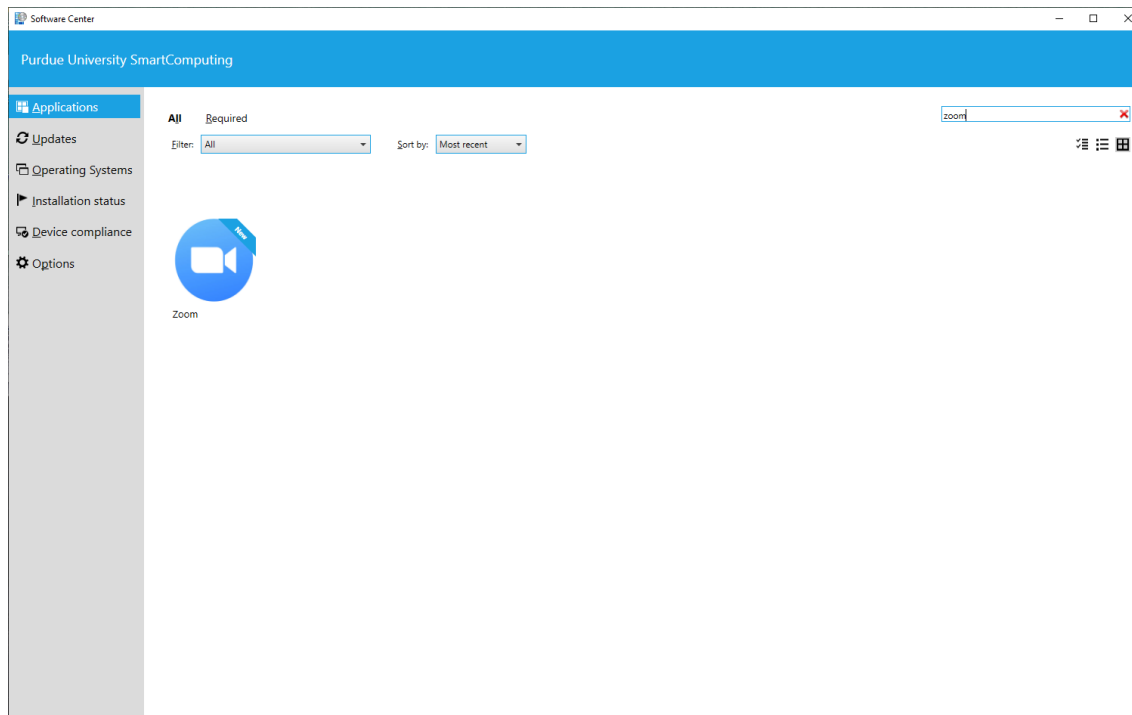 Software Center
Purdue University SmartComputing
Applications
Updates
Operating Systems
Installation status
Device compliance
Options
All Required
zoom
Filter: All Sort by: Most recent
New
Zoom